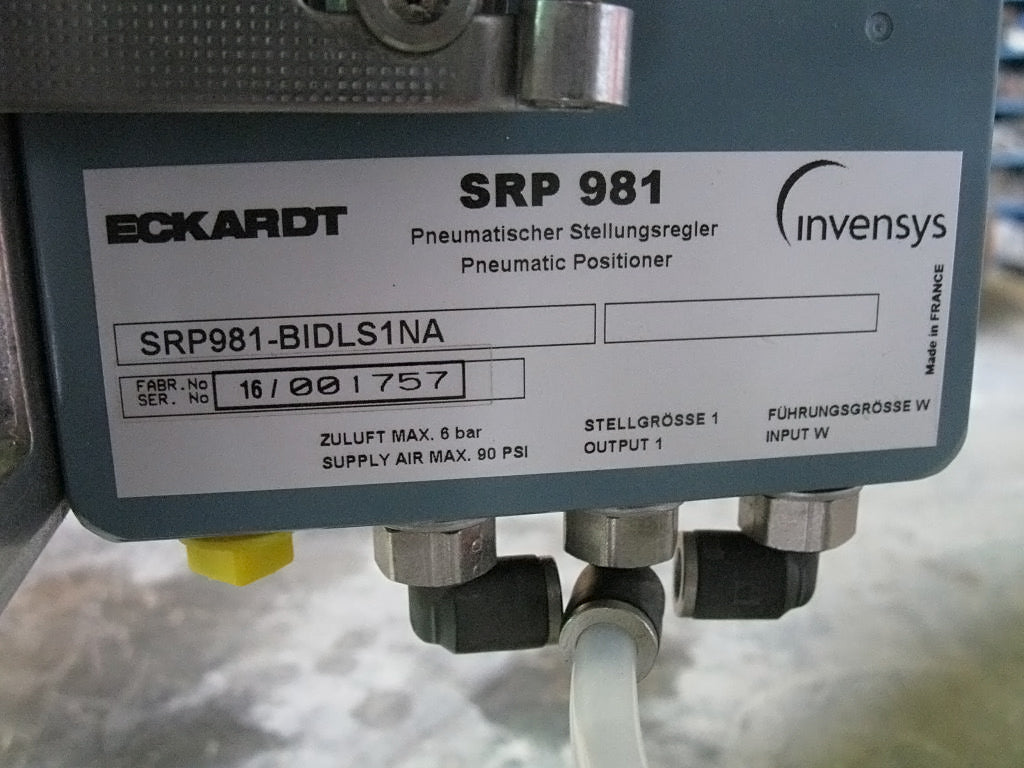 ECKARDT
SRP 981
Pneumatischer Stellungsregler
Pneumatic Positioner
invensys
Made in FRANCE
SRP981-BIDLS1NA
FABR.No
SER. No
16 / 001757
ZULUFT MAX. 6 bar
SUPPLY AIR MAX. 90 PSI
STELLGRÖSSE 1
OUTPUT 1
FÜHRUNGSGRÖSSE W
INPUT W